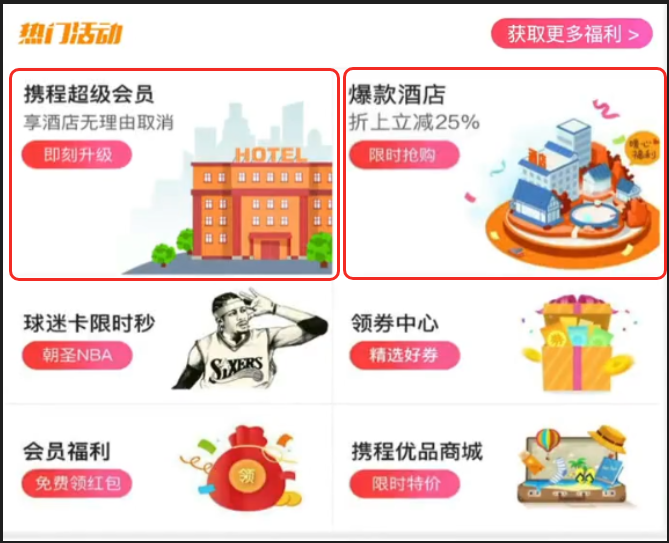 热门活动
获取更多福利 >
携程超级会员
享酒店无理由取消
即刻升级
HOTEL
爆款酒店
折上立减25%
限时抢购
暖心
福利
球迷卡限时秒
朝圣NBA
SIXERS
领券中心
精选好券
会员福利
免费领红包
领
携程优品商城
限时特价